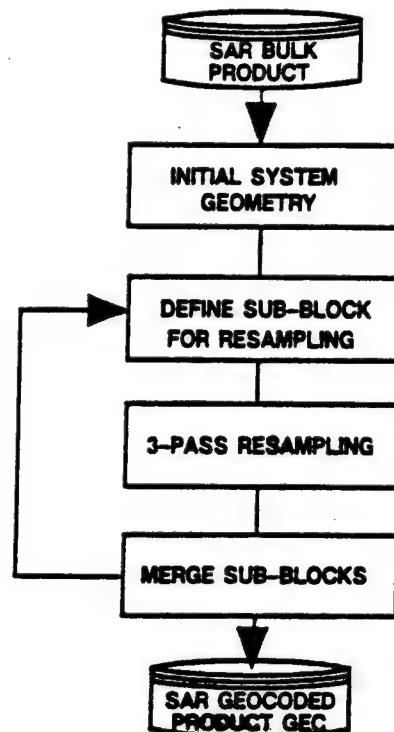 SAR BULK
PRODUCT
INITIAL SYSTEM
GEOMETRY
DEFINE SUB-BLOCK
FOR RESAMPLING
3-PASS RESAMPLING
MERGE SUB-BLOCKS
SAR GEOCODED
PRODUCT GEC